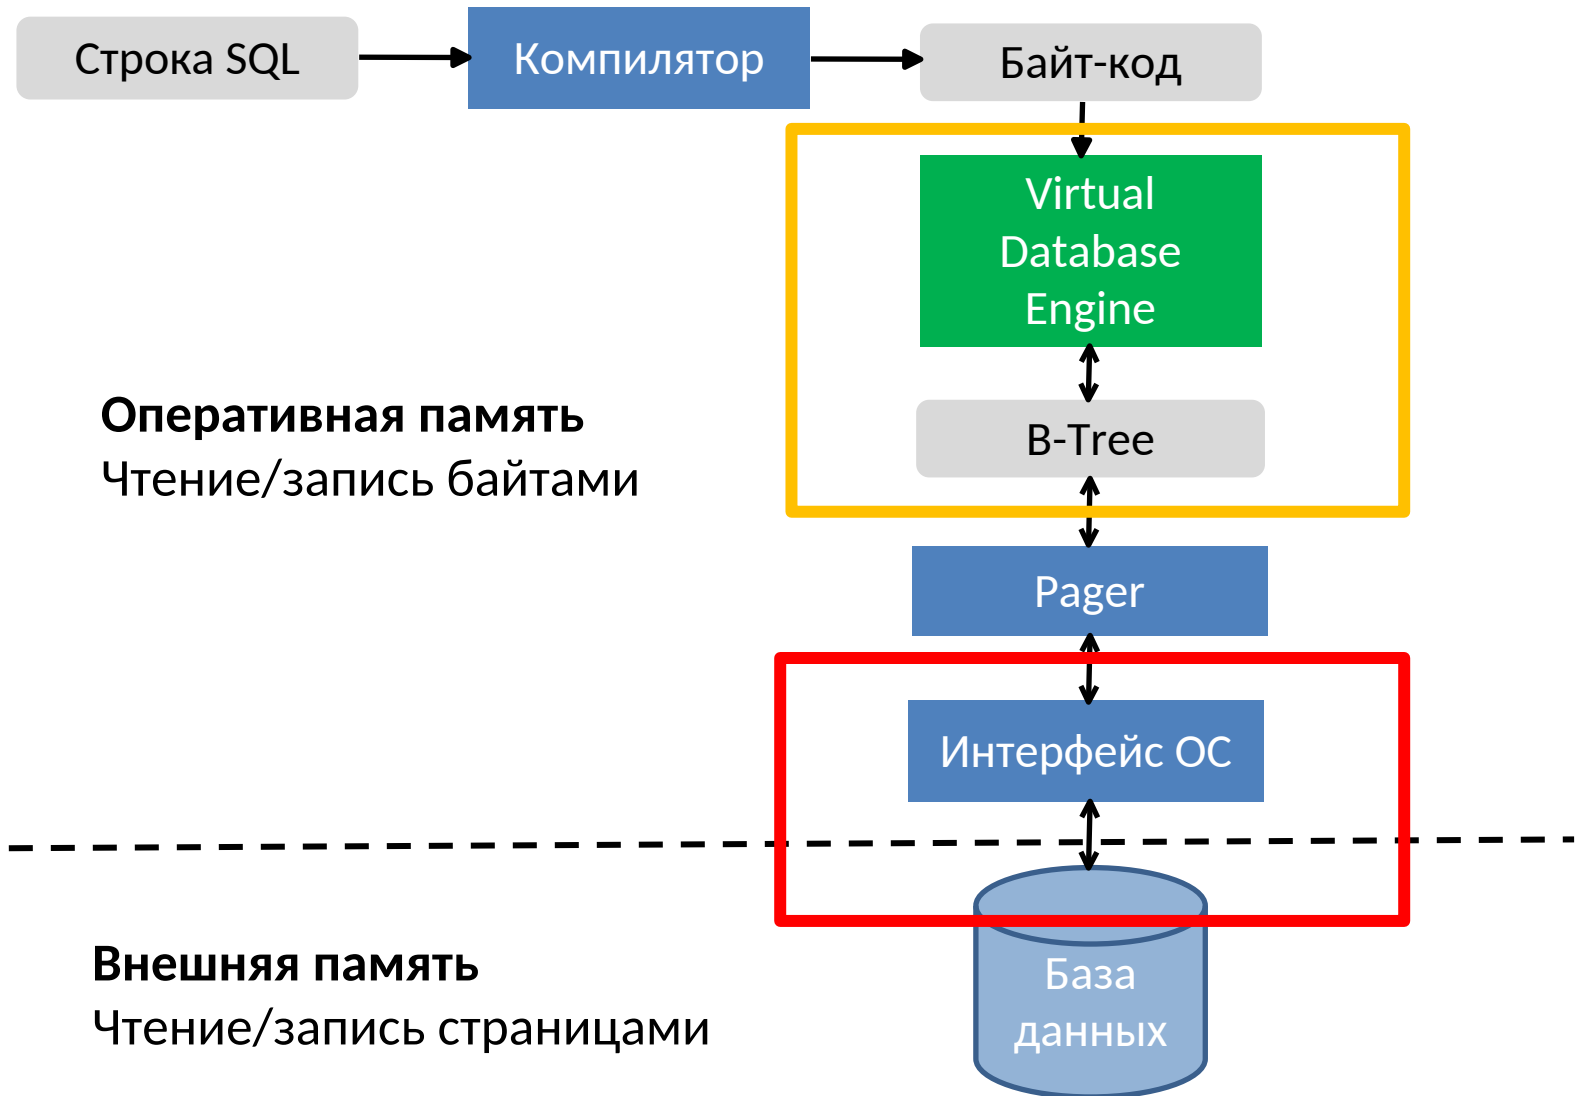 Строка SQL
Компилятор
Байт-код
Virtual
Database
Engine
Оперативная память
Чтение/запись байтами
B-Tree
Pager
Интерфейс ОС
Внешняя память
Чтение/запись страницами
База
данных